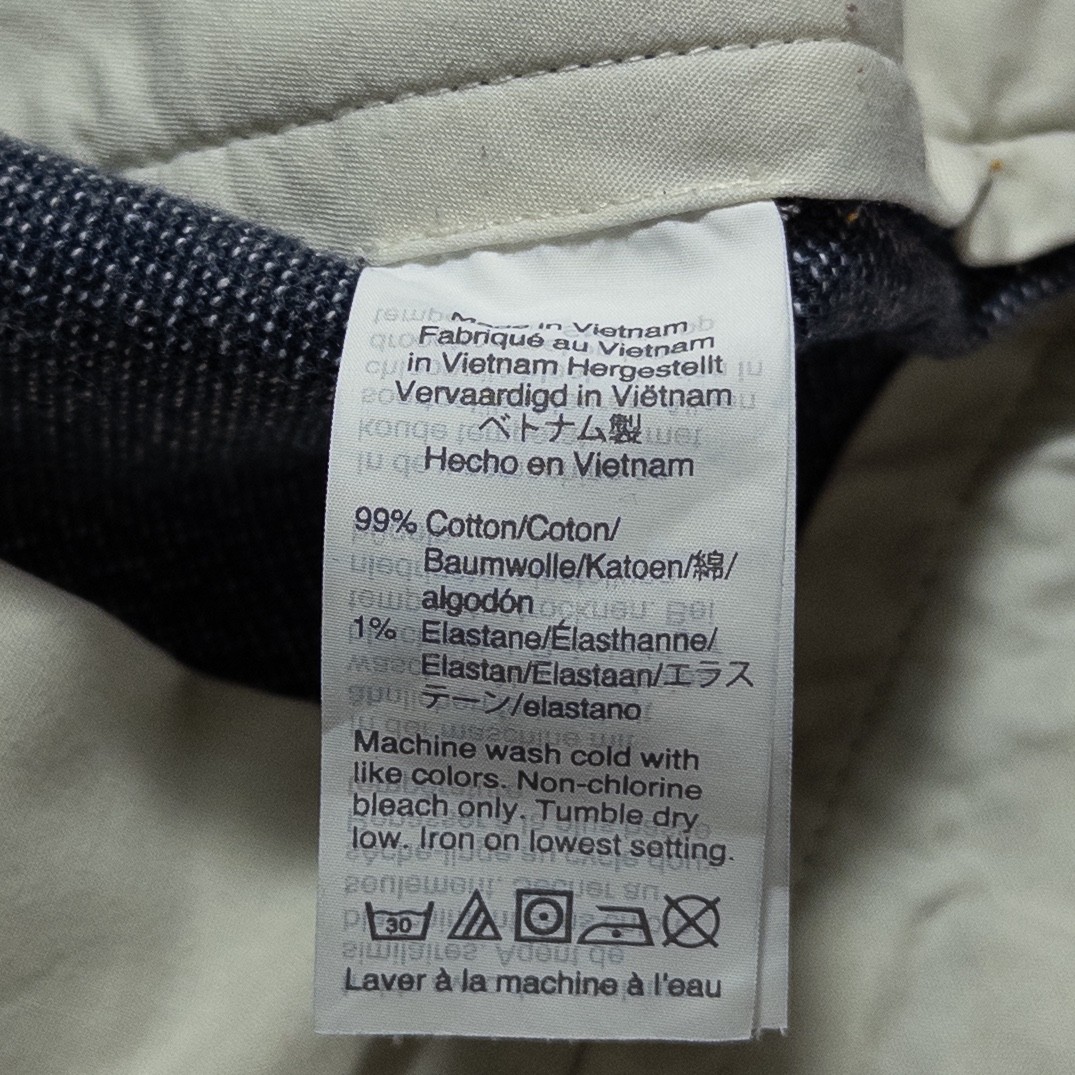 Made in Vietnam
Fabriqué au Vietnam
in Vietnam Hergestellt
Vervaardigd in Viëtnam
ベトナム製
Hecho en Vietnam
99% Cotton/Coton/
Baumwolle/Katoen/綿/
algodón
1% Elastane/Élasthanne/
Elastan/Elastaan/エラス
テーン/elastano
Machine wash cold with
like colors. Non-chlorine
bleach only. Tumble dry
low. Iron on lowest setting.
30
Laver à la machine à l'eau